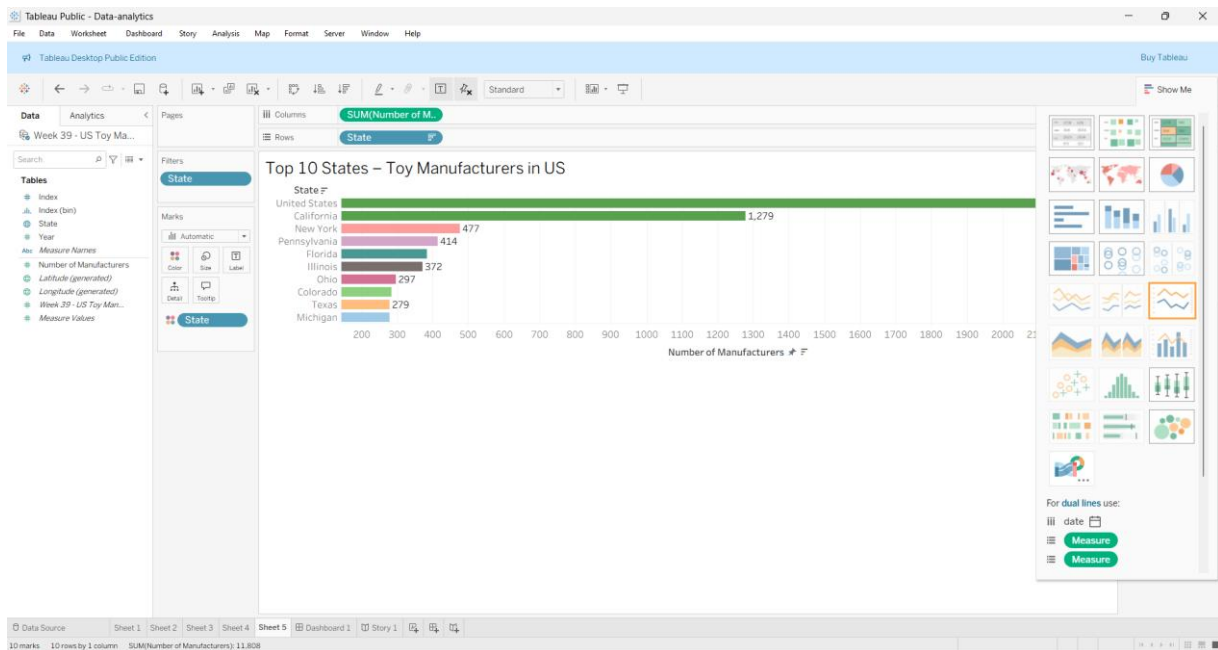 Tableau Public - Data-analytics
File Data Worksheet Dashboard Story Analysis Map Format Server Window Help
Tableau Desktop Public Edition Buy Tableau
Standard Show Me
Data Analytics Pages Columns SUM(Number of M..
Week 39 - US Toy Ma... Rows State
Search Filters
State
Top 10 States – Toy Manufacturers in US
Tables
Index
Index (bin)
State
Year
Abc Measure Names
Number of Manufacturers
Latitude (generated)
Longitude (generated)
Week 39 - US Toy Man...
Measure Values
Marks
Automatic
Color Size Label
Detail Tooltip
State
State
United States
California 1,279
New York 477
Pennsylvania 414
Florida
Illinois 372
Ohio 297
Colorado
Texas 279
Michigan
200 300 400 500 600 700 800 900 1000 1100 1200 1300 1400 1500 1600 1700 1800 1900 2000
Number of Manufacturers
For dual lines use:
date
Measure
Measure
Data Source Sheet 1 Sheet 2 Sheet 3 Sheet 4 Sheet 5 Dashboard 1 Story 1
10 marks 10 rows by 1 column SUM(Number of Manufacturers): 11,808